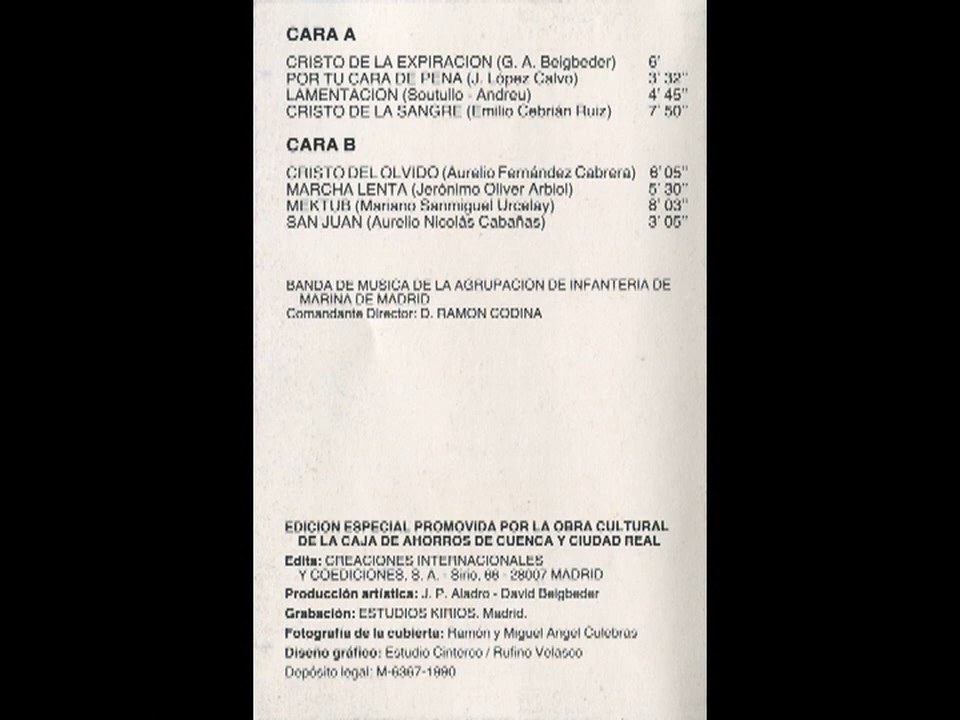 CARA A
CRISTO DE LA EXPIRACION (G. A. Beigbeder) 6'
POR TU CARA DE PENA (J. López Calvo) 3' 32"
LAMENTACION (Soutullo - Andreu) 4' 45"
CRISTO DE LA SANGRE (Emilio Cebrián Ruiz) 7' 50"
CARA B
CRISTO DEL OLVIDO (Aurelio Fernández Cabrera) 6' 05"
MARCHA LENTA (Jerónimo Oliver Arbiol) 5' 30"
MEKTUB (Mariano Sanmiguel Urcelay) 8' 03"
SAN JUAN (Aurelio Nicolás Cabañas) 3' 05"
BANDA DE MUSICA DE LA AGRUPACION DE INFANTERIA DE
MARINA DE MADRID
Comandante Director: D. RAMON CODINA
EDICION ESPECIAL PROMOVIDA POR LA OBRA CULTURAL
DE LA CAJA DE AHORROS DE CUENCA Y CIUDAD REAL
Edita: CREACIONES INTERNACIONALES
Y COEDICIONES, S. A. - Sirio, 66 - 28007 MADRID
Producción artística: J. P. Aladro - David Beigbeder
Grabación: ESTUDIOS KIRIOS. Madrid.
Fotografía de la cubierta: Ramón y Miguel Angel Culebras
Diseño gráfico: Estudio Cinterco / Rufino Velasco
Depósito legal: M-6367-1990